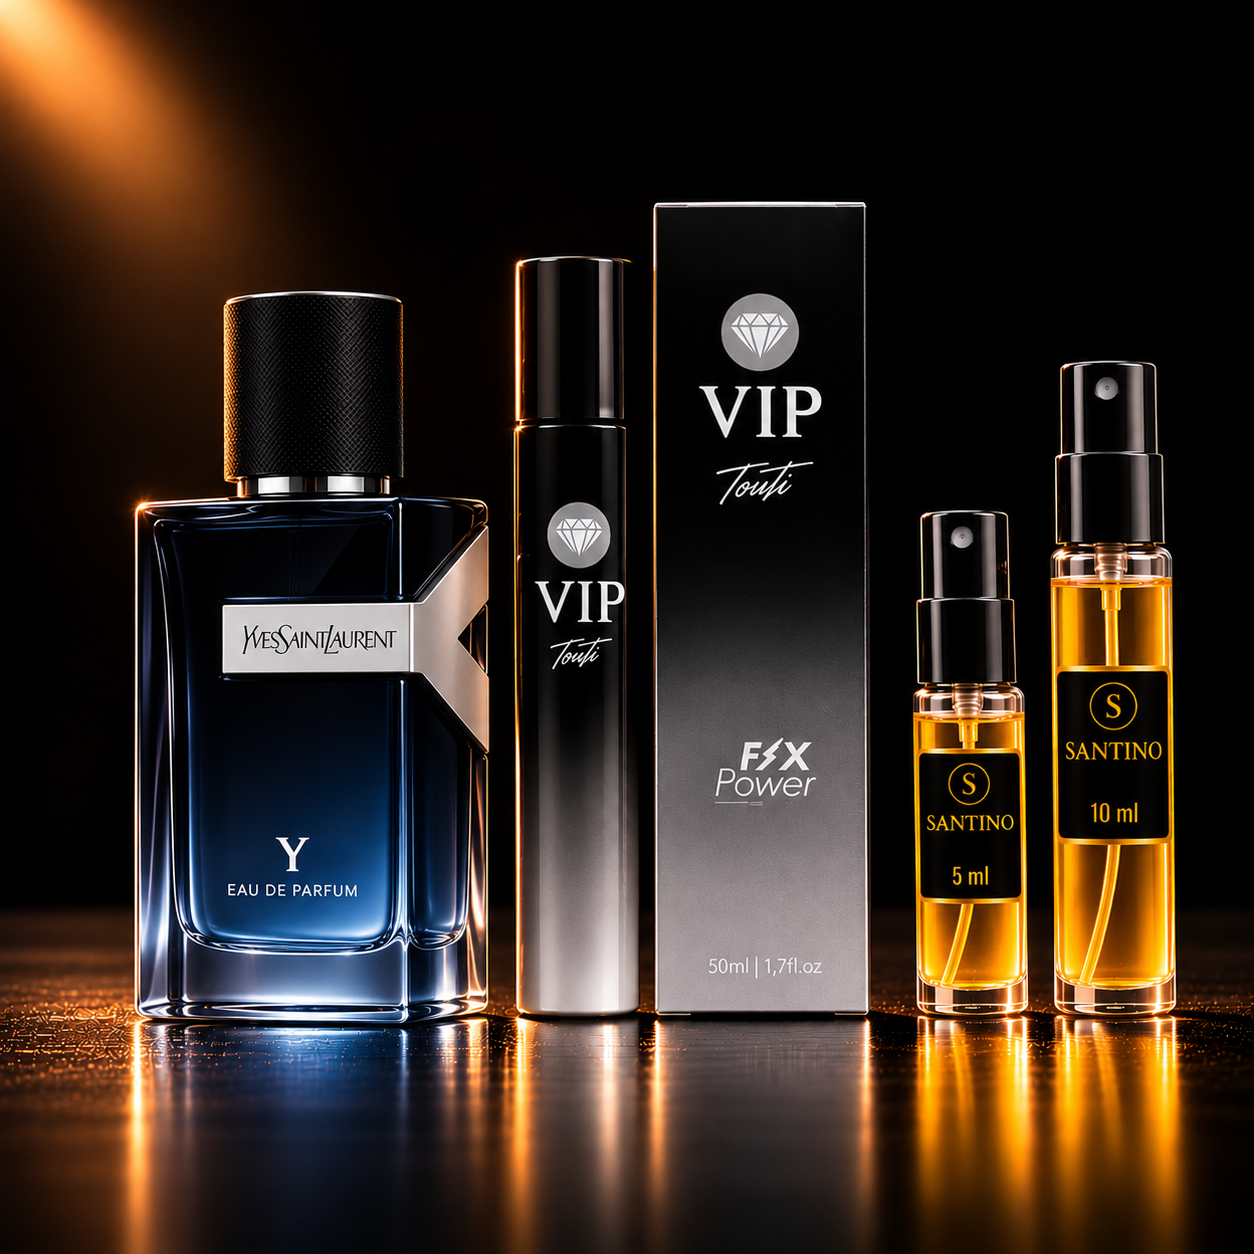 YVESSAINTLAURENT
Y
EAU DE PARFUM
VIP
Touti
VIP
Touti
FIX
Power
50ml | 1,7fl.oz
S
SANTINO
5 ml
S
SANTINO
10 ml